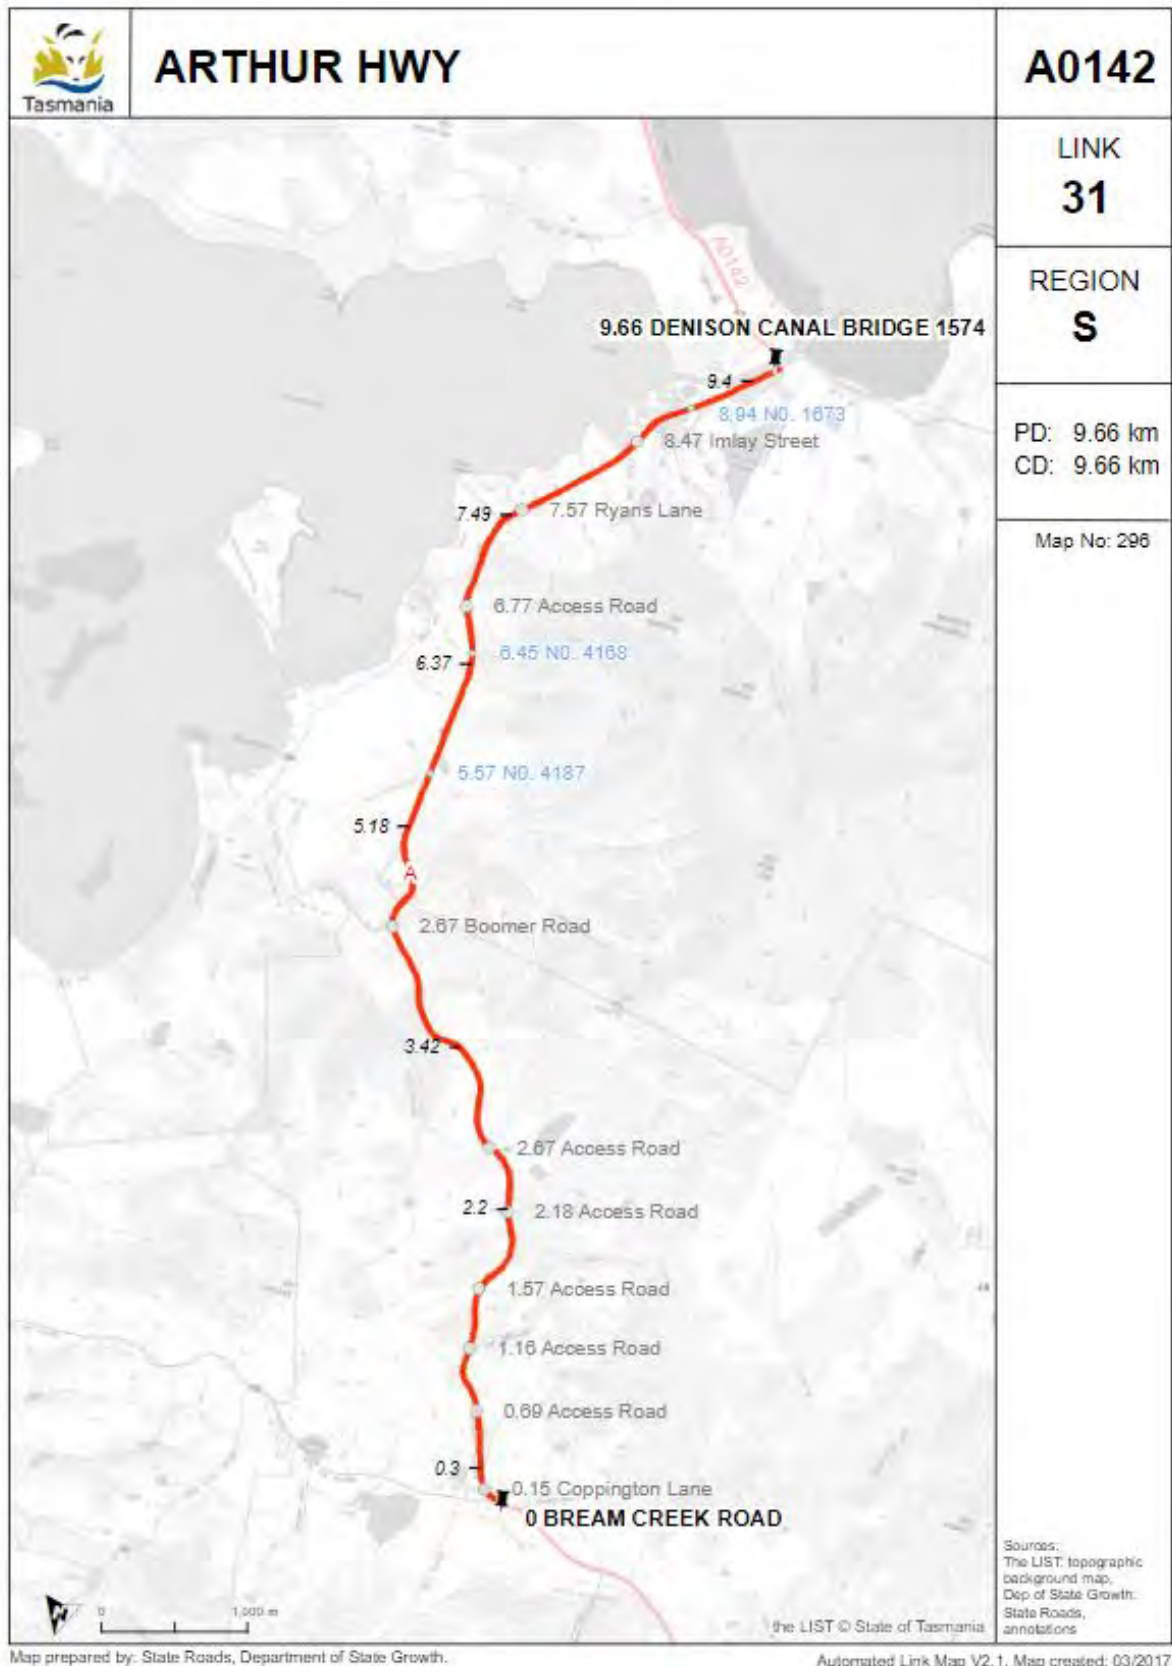 Tasmania
ARTHUR HWY
A0142
LINK
31
REGION
S
PD: 9.66 km
CD: 9.66 km
Map No: 296
A0142
9.66 DENISON CANAL BRIDGE 1574
9.4
8.94 N0. 1673
8.47 Imlay Street
7.57 Ryans Lane
7.49
6.77 Access Road
6.45 N0. 4168
6.37
5.57 N0. 4187
5.18
A
2.67 Boomer Road
3.42
2.67 Access Road
2.2
2.18 Access Road
1.57 Access Road
1.16 Access Road
0.69 Access Road
0.3
0.15 Coppington Lane
0 BREAM CREEK ROAD
N
0 1,000 m
the LIST © State of Tasmania
Sources:
The LIST: topographic
background map,
Dep of State Growth:
State Roads,
annotations
Map prepared by: State Roads, Department of State Growth.
Automated Link Map V2.1. Map created: 03/2017